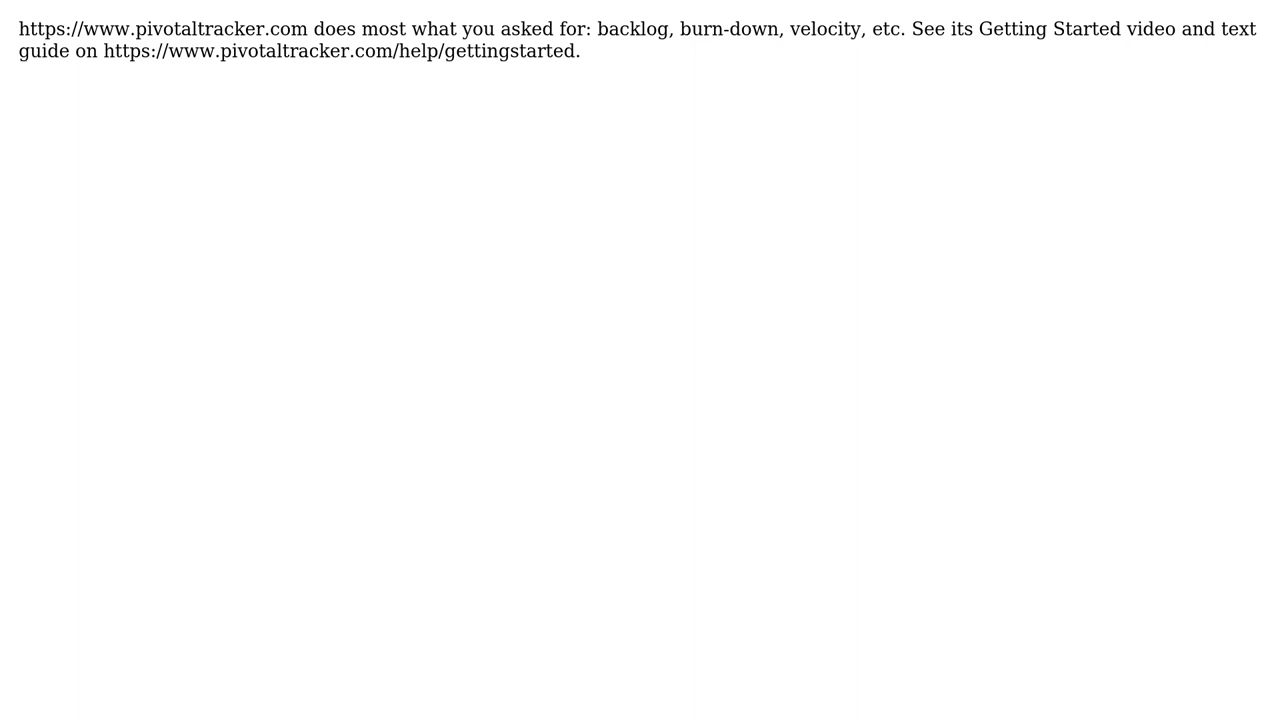 https://www.pivotaltracker.com does most what you asked for: backlog, burn-down, velocity, etc. See its Getting Started video and text
guide on https://www.pivotaltracker.com/help/gettingstarted.